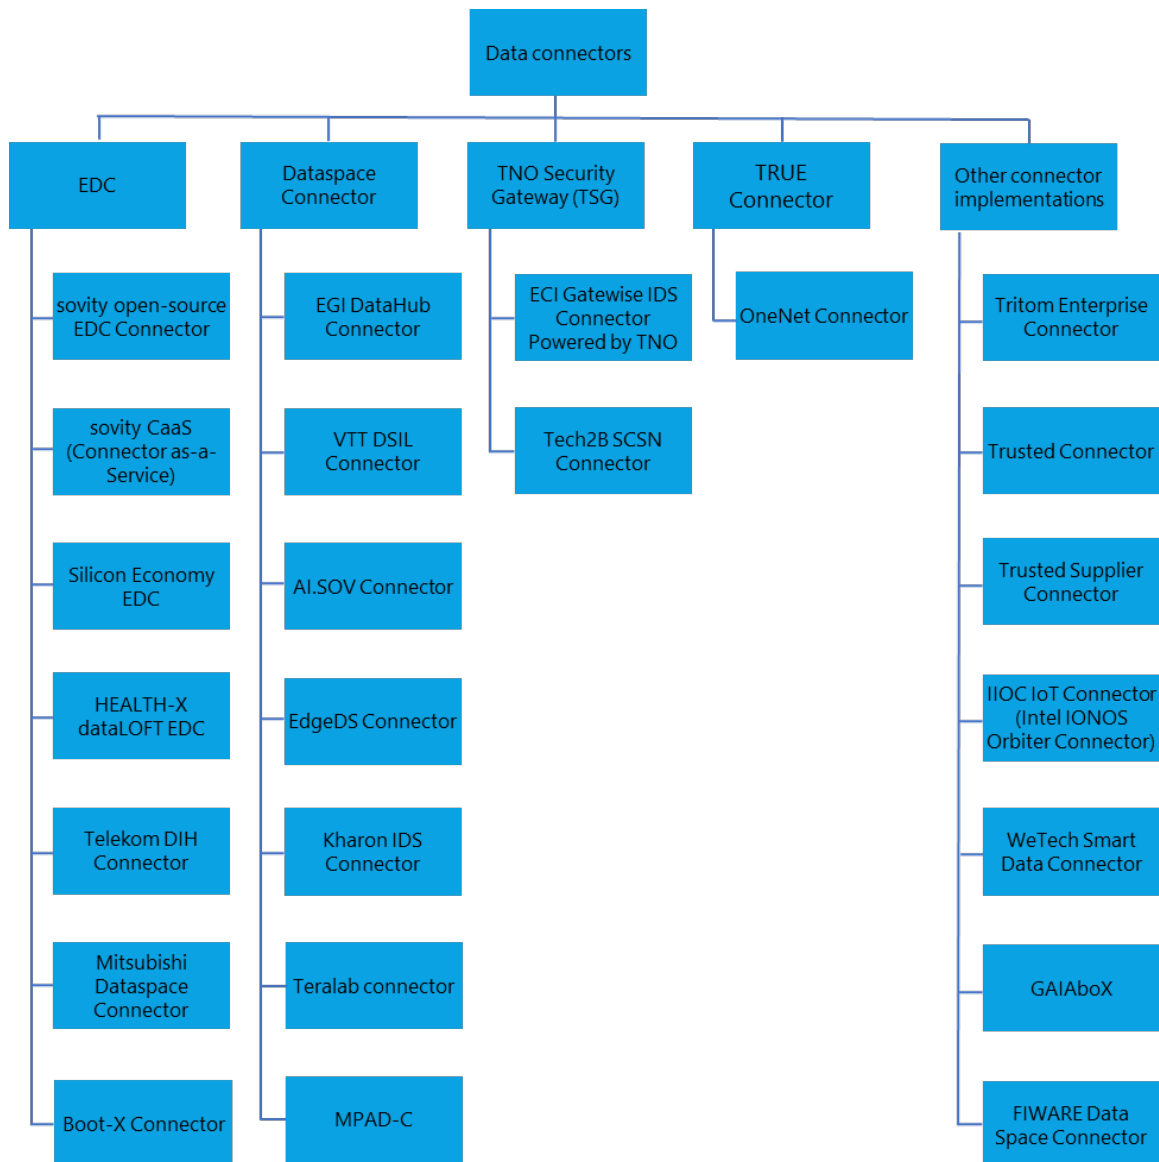 Data connectors
EDC
Dataspace
Connector
TNO Security
Gateway (TSG)
TRUE
Connector
Other connector
implementations
sovity open-source
EDC Connector
sovity CaaS
(Connector as-a-
Service)
Silicon Economy
EDC
HEALTH-X
dataLOFT EDC
Telekom DIH
Connector
Mitsubishi
Dataspace
Connector
Boot-X Connector
EGI DataHub
Connector
VTT DSIL
Connector
AI.SOV Connector
EdgeDS Connector
Kharon IDS
Connector
Teralab connector
MPAD-C
ECI Gatewise IDS
Connector
Powered by TNO
Tech2B SCSN
Connector
OneNet Connector
Tritom Enterprise
Connector
Trusted Connector
Trusted Supplier
Connector
IIOC IoT Connector
(Intel IONOS
Orbiter Connector)
WeTech Smart
Data Connector
GAIAboX
FIWARE Data
Space Connector